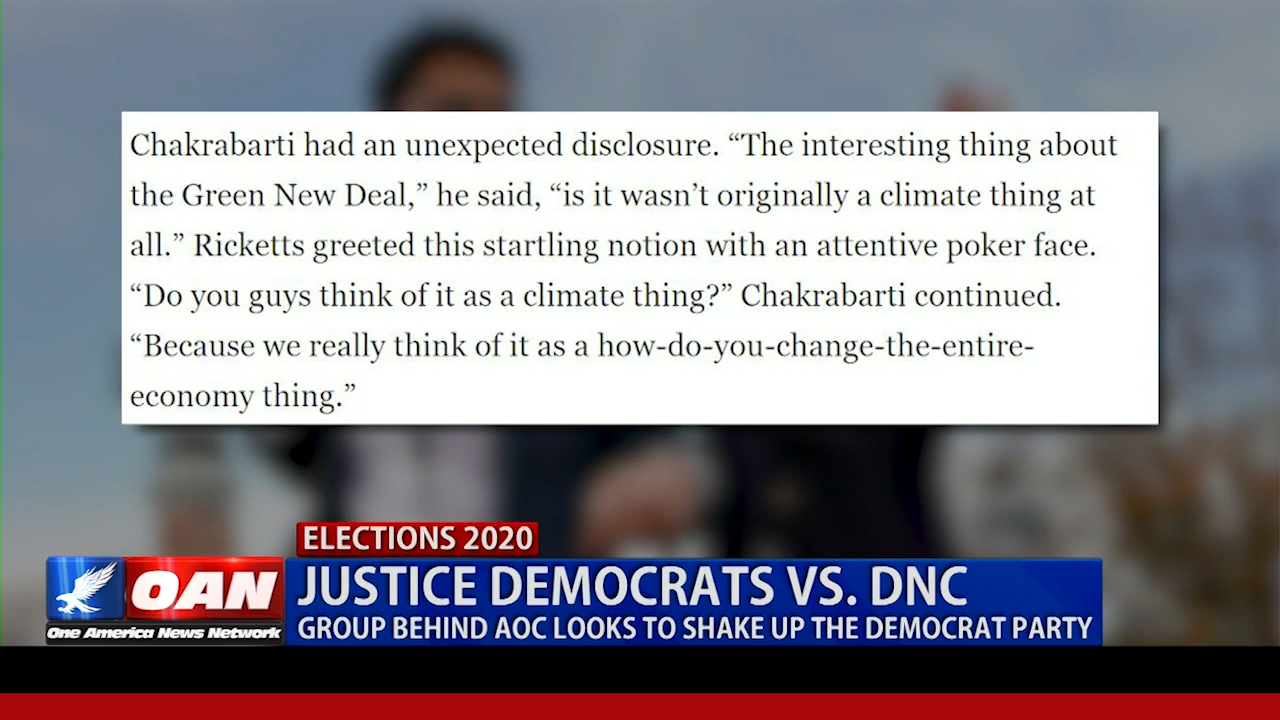 Chakrabarti had an unexpected disclosure. “The interesting thing about
the Green New Deal,” he said, “is it wasn’t originally a climate thing at
all.” Ricketts greeted this startling notion with an attentive poker face.
“Do you guys think of it as a climate thing?” Chakrabarti continued.
“Because we really think of it as a how-do-you-change-the-entire-
economy thing.”
ELECTIONS 2020
JUSTICE DEMOCRATS VS. DNC
GROUP BEHIND AOC LOOKS TO SHAKE UP THE DEMOCRAT PARTY
OAN
One America News Network